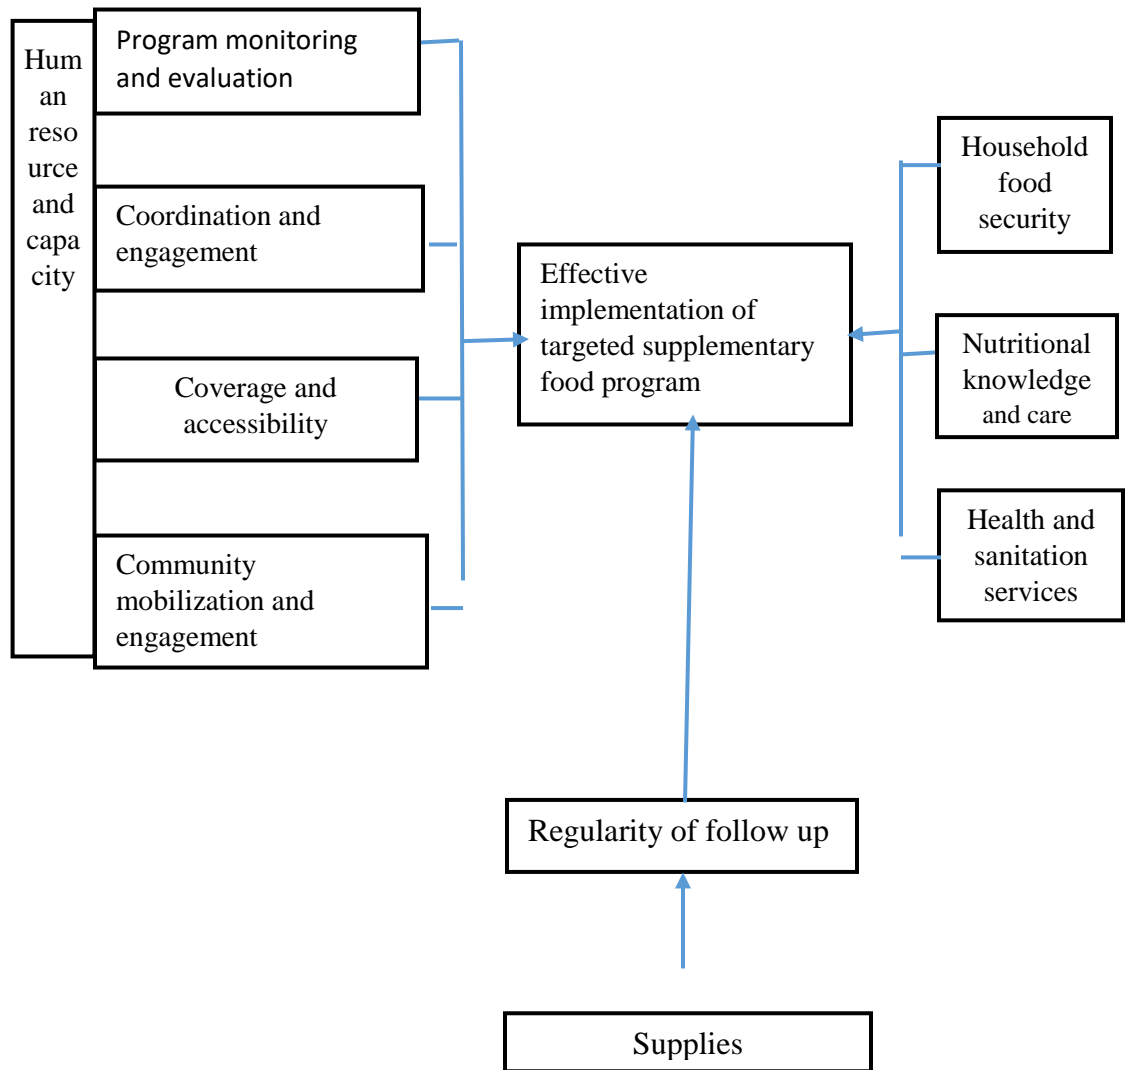 Hum
an
reso
urce
and
capa
city
Program monitoring
and evaluation
Coordination and
engagement
Coverage and
accessibility
Community
mobilization and
engagement
Effective
implementation of
targeted supplementary
food program
Household
food
security
Nutritional
knowledge
and care
Health and
sanitation
services
Regularity of follow up
Supplies